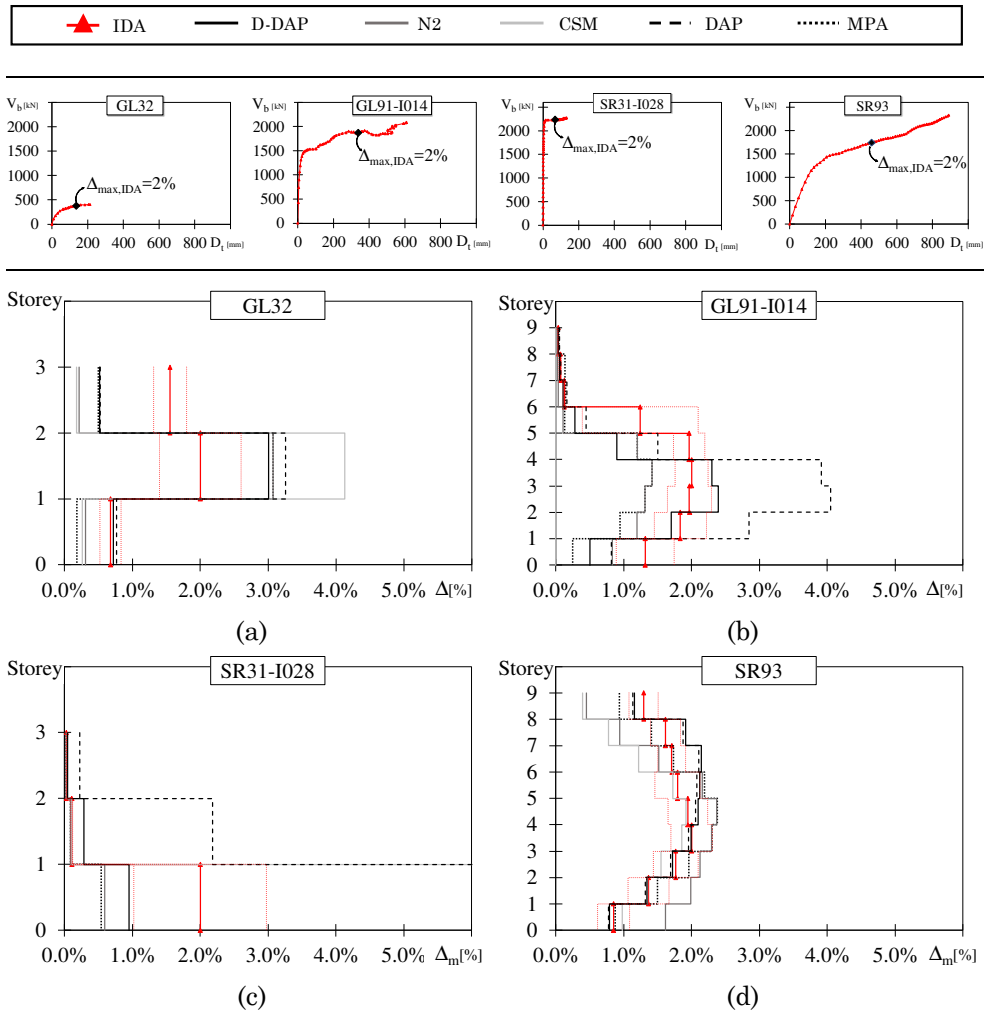 IDA D-DAP N2 CSM DAP MPA
V_b [kN] GL32
2000
1500
1000
500
0
Δ_max,IDA=2%
0 200 400 600 800 D_t [mm]
V_b [kN] GL91-I014
2000
1500
1000
500
0
Δ_max,IDA=2%
0 200 400 600 800 D_t [mm]
V_b [kN] SR31-I028
2000
1500
1000
500
0
Δ_max,IDA=2%
0 200 400 600 800 D_t [mm]
V_b [kN] SR93
2000
1500
1000
500
0
Δ_max,IDA=2%
0 200 400 600 800 D_t [mm]
Storey GL32
3
2
1
0
0.0% 1.0% 2.0% 3.0% 4.0% 5.0% Δ[%]
(a)
Storey GL91-I014
9
8
7
6
5
4
3
2
1
0
0.0% 1.0% 2.0% 3.0% 4.0% 5.0% Δ[%]
(b)
Storey SR31-I028
3
2
1
0
0.0% 1.0% 2.0% 3.0% 4.0% 5.0% Δ_m[%]
(c)
Storey SR93
9
8
7
6
5
4
3
2
1
0
0.0% 1.0% 2.0% 3.0% 4.0% 5.0% Δ_m[%]
(d)